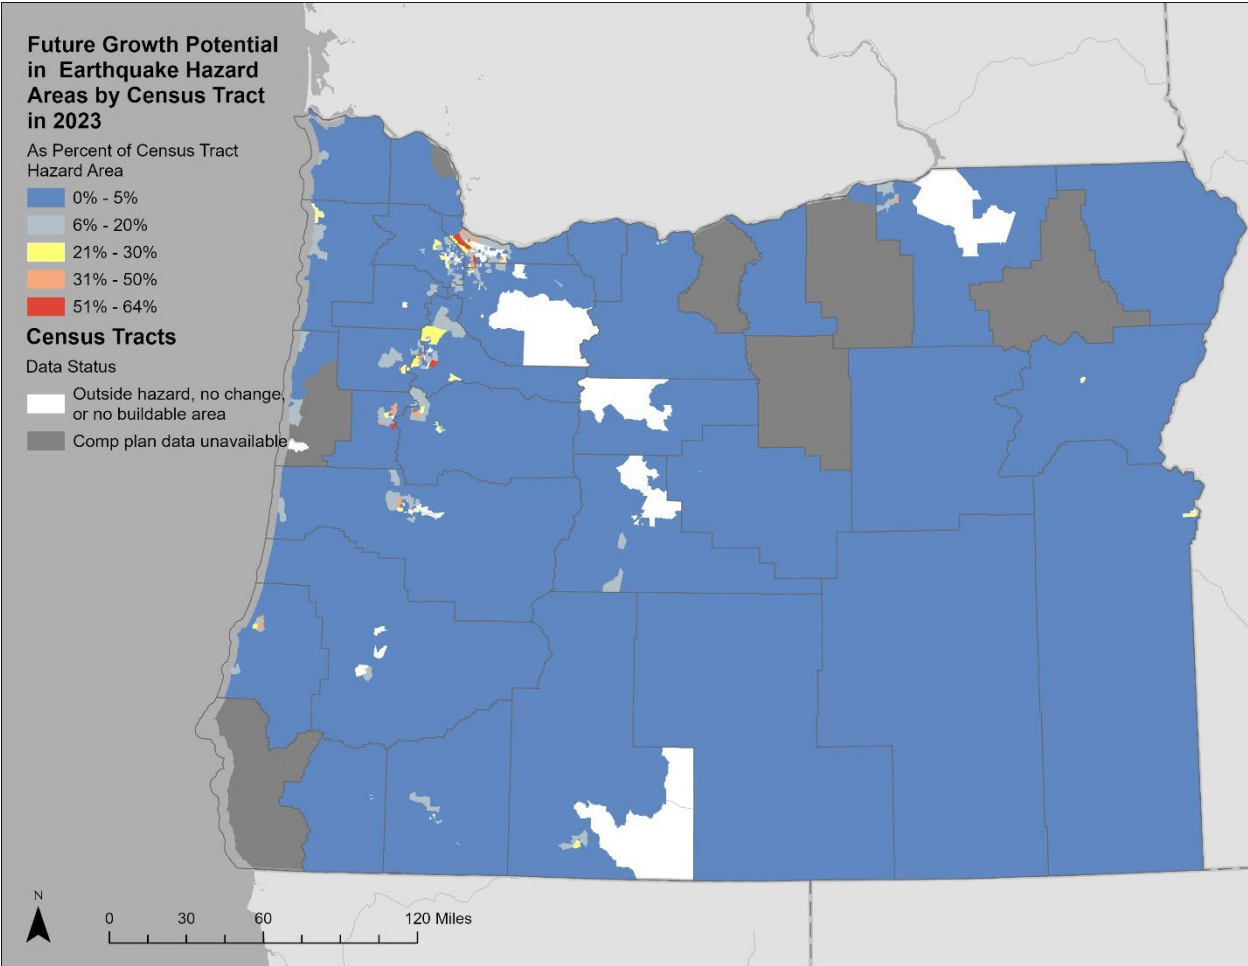 Future Growth Potential
in Earthquake Hazard
Areas by Census Tract
in 2023
As Percent of Census Tract
Hazard Area
0% - 5%
6% - 20%
21% - 30%
31% - 50%
51% - 64%
Census Tracts
Data Status
Outside hazard, no change,
or no buildable area
Comp plan data unavailable
N
0 30 60 120 Miles